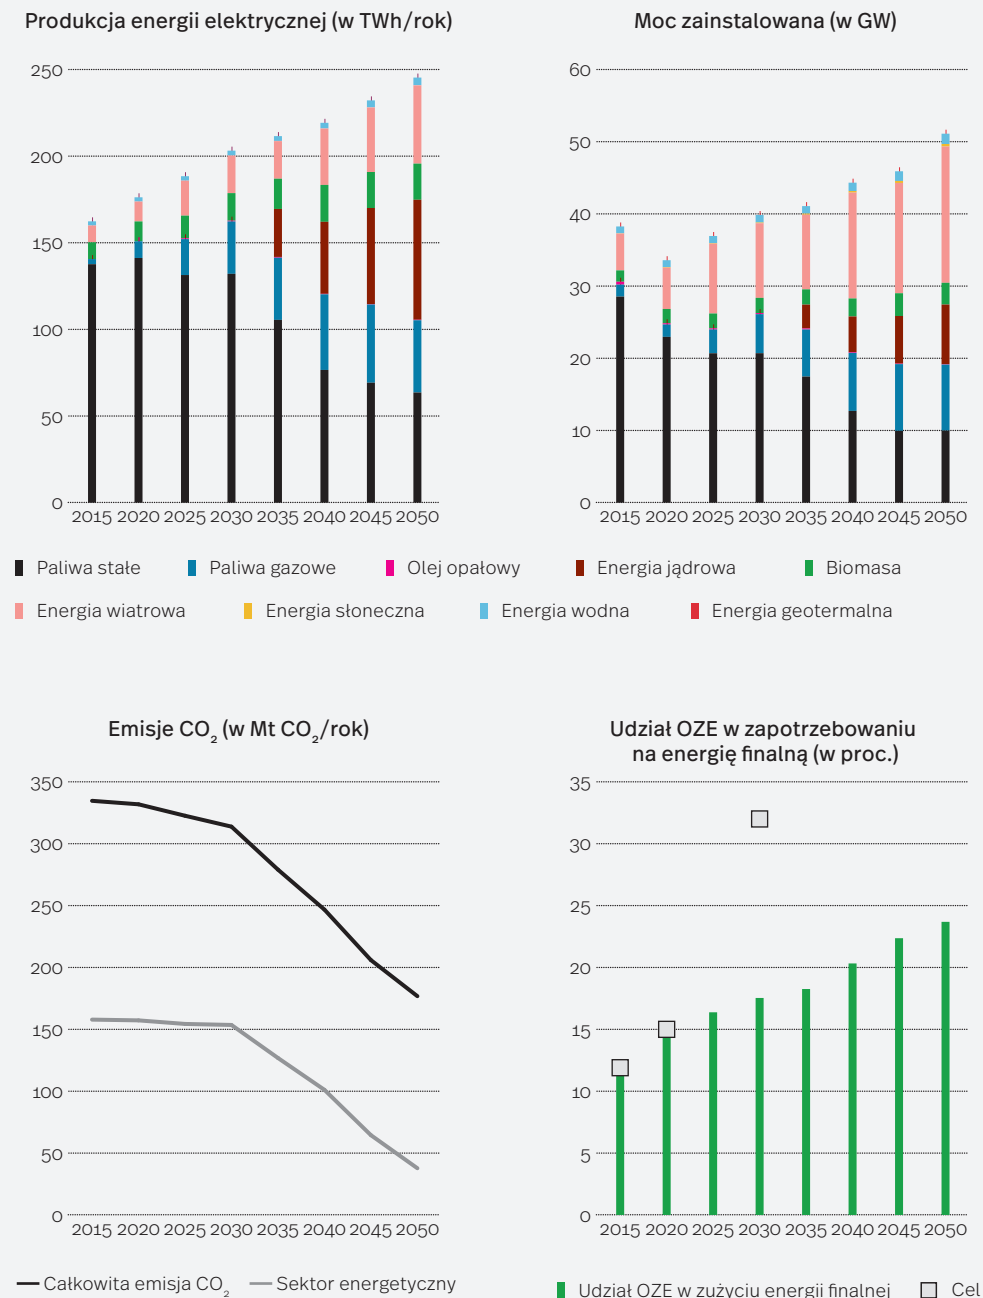 Produkcja energii elektrycznej (w TWh/rok)
250
200
150
100
50
0
2015 2020 2025 2030 2035 2040 2045 2050
Moc zainstalowana (w GW)
60
50
40
30
20
10
0
2015 2020 2025 2030 2035 2040 2045 2050
Paliwa stałe Paliwa gazowe Olej opałowy Energia jądrowa Biomasa
Energia wiatrowa Energia słoneczna Energia wodna Energia geotermalna
Emisje CO₂ (w Mt CO₂/rok)
350
300
250
200
150
100
50
0
2015 2020 2025 2030 2035 2040 2045 2050
Całkowita emisja CO₂ Sektor energetyczny
Udział OZE w zapotrzebowaniu
na energię finalną (w proc.)
35
30
25
20
15
10
5
0
2015 2020 2025 2030 2035 2040 2045 2050
Udział OZE w zużyciu energii finalnej Cel